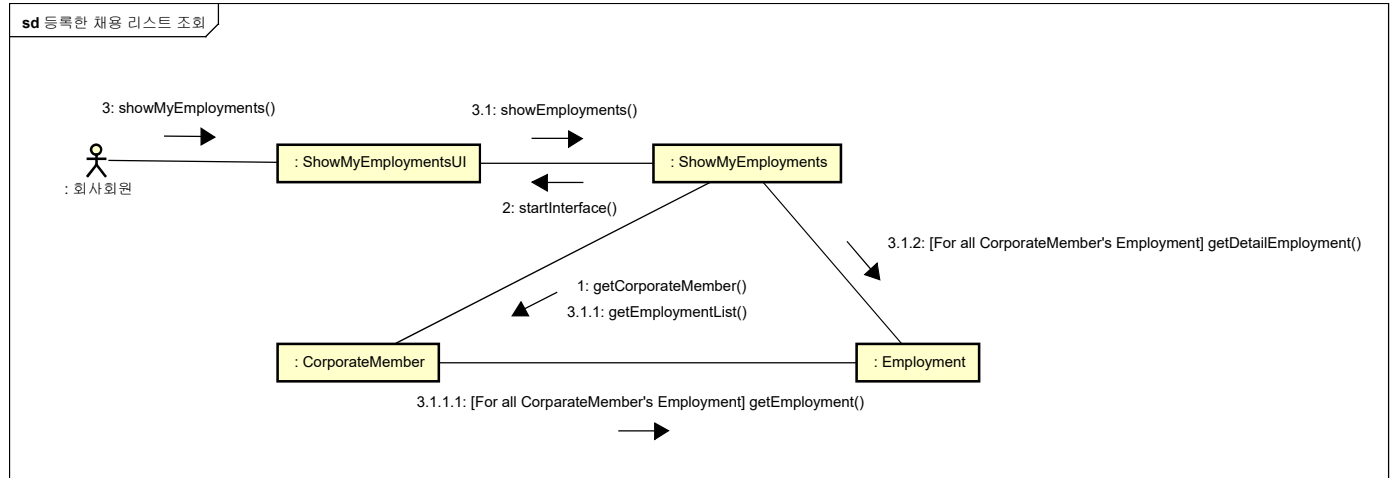 sd 등록한 채용 리스트 조회
3: showMyEmployments()
3.1: showEmployments()
: ShowMyEmploymentsUI
: ShowMyEmployments
: 회사회원
2: startInterface()
3.1.2: [For all CorporateMember's Employment] getDetailEmployment()
1: getCorporateMember()
3.1.1: getEmploymentList()
: CorporateMember
: Employment
3.1.1.1: [For all CorparateMember's Employment] getEmployment()